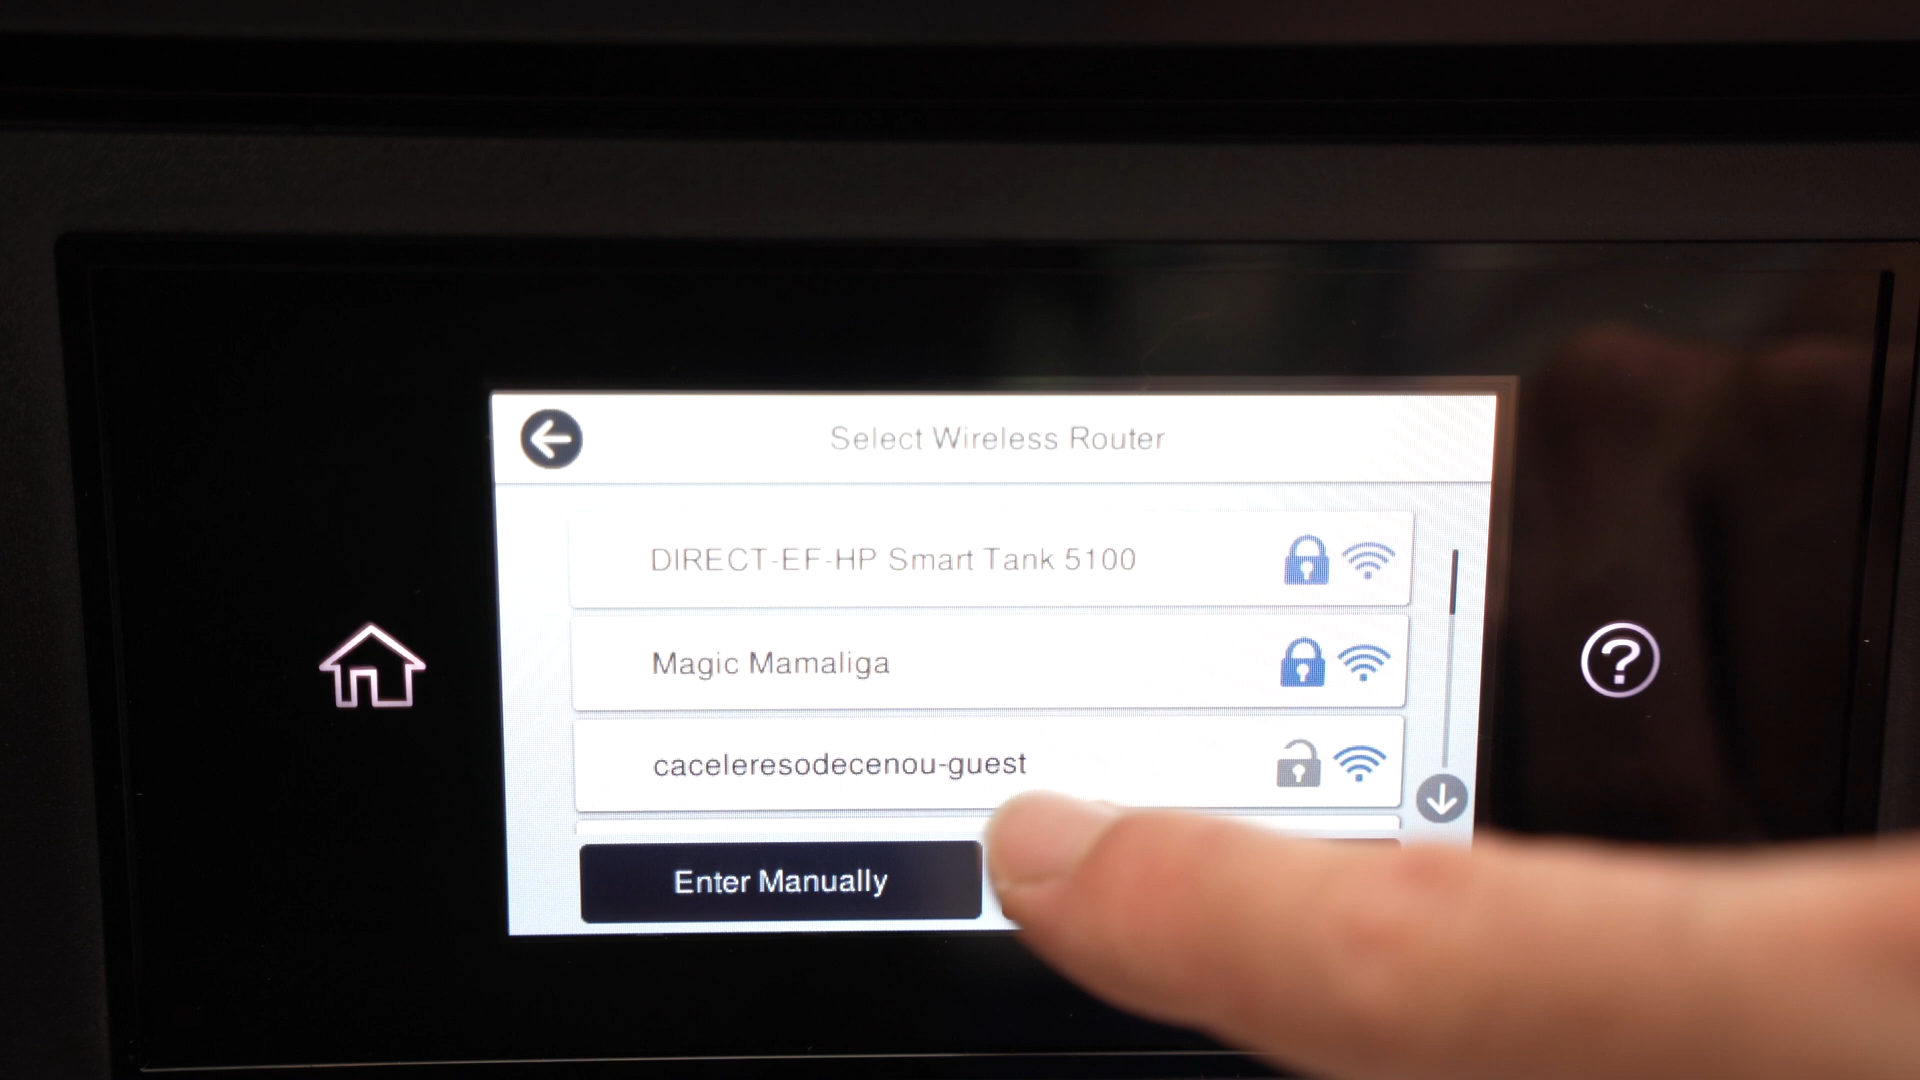 Select Wireless Router
DIRECT-EF-HP Smart Tank 5100
Magic Mamaliga
caceleresodecenou-guest
Enter Manually